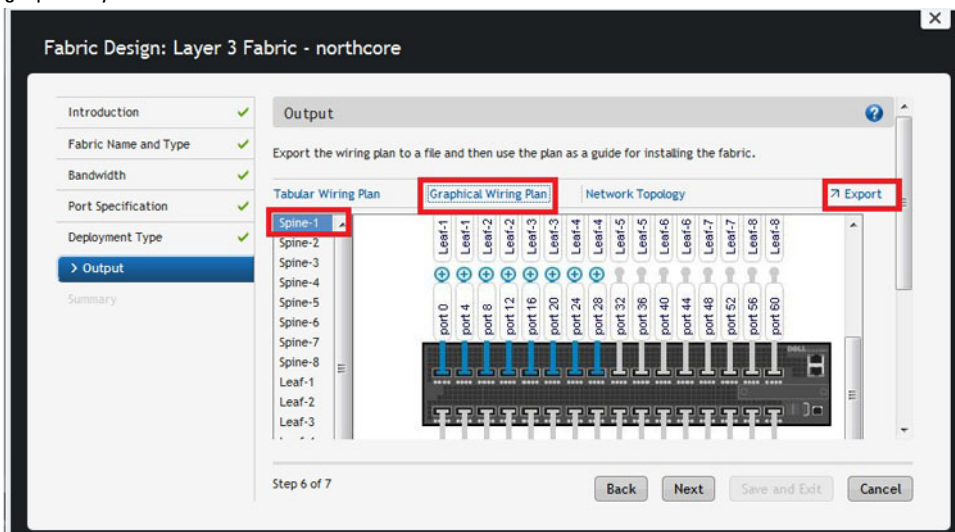 Fabric Design: Layer 3 Fabric - northcore
Introduction
Fabric Name and Type
Bandwidth
Port Specification
Deployment Type
> Output
Summary
Output
Export the wiring plan to a file and then use the plan as a guide for installing the fabric.
Tabular Wiring Plan
Graphical Wiring Plan
Network Topology
Export
Spine-1
Spine-2
Spine-3
Spine-4
Spine-5
Spine-6
Spine-7
Spine-8
Leaf-1
Leaf-2
Leaf-3
Leaf-1
Leaf-1
Leaf-2
Leaf-2
Leaf-3
Leaf-3
Leaf-4
Leaf-4
Leaf-5
Leaf-5
Leaf-6
Leaf-6
Leaf-7
Leaf-7
Leaf-8
Leaf-8
port 0
port 4
port 8
port 12
port 16
port 20
port 24
port 28
port 32
port 36
port 40
port 44
port 48
port 52
port 56
port 60
DELL
Step 6 of 7
Back
Next
Save and Exit
Cancel